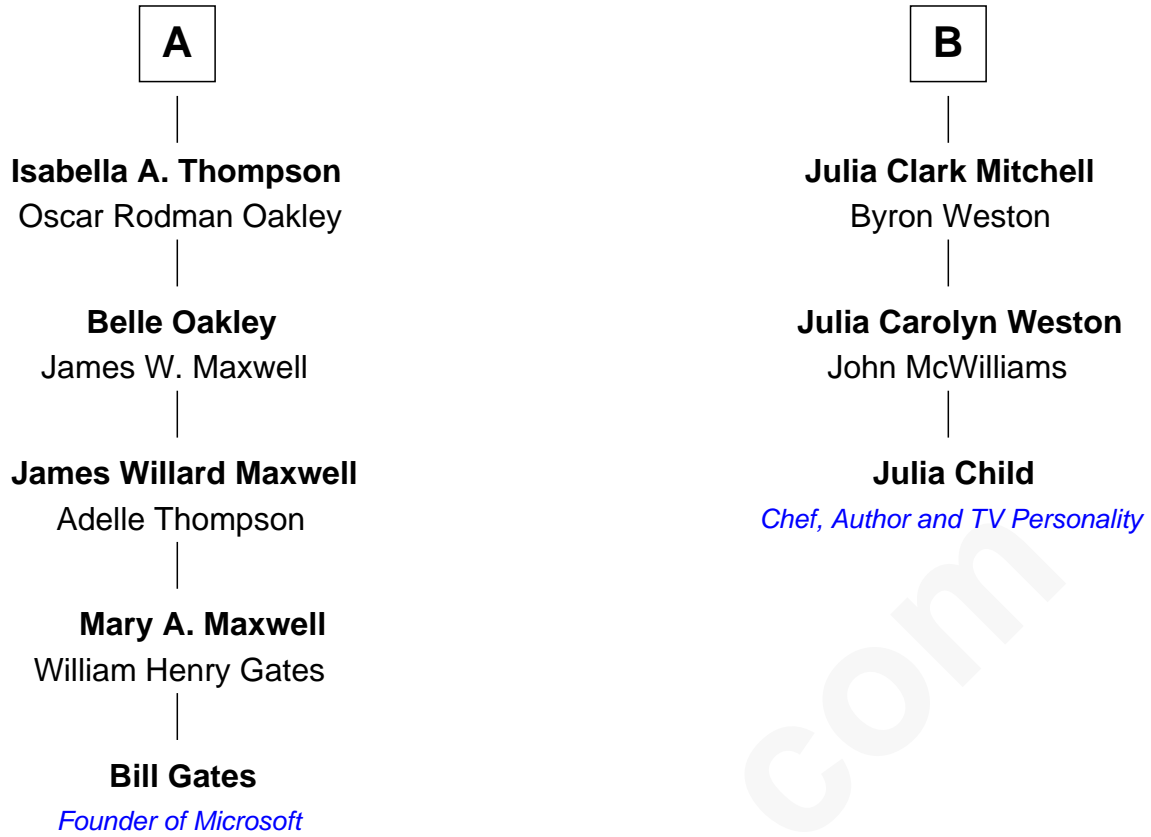 A
Isabella A. Thompson
Oscar Rodman Oakley
Belle Oakley
James W. Maxwell
James Willard Maxwell
Adelle Thompson
Mary A. Maxwell
William Henry Gates
Bill Gates
Founder of Microsoft
B
Julia Clark Mitchell
Byron Weston
Julia Carolyn Weston
John McWilliams
Julia Child
Chef, Author and TV Personality
com